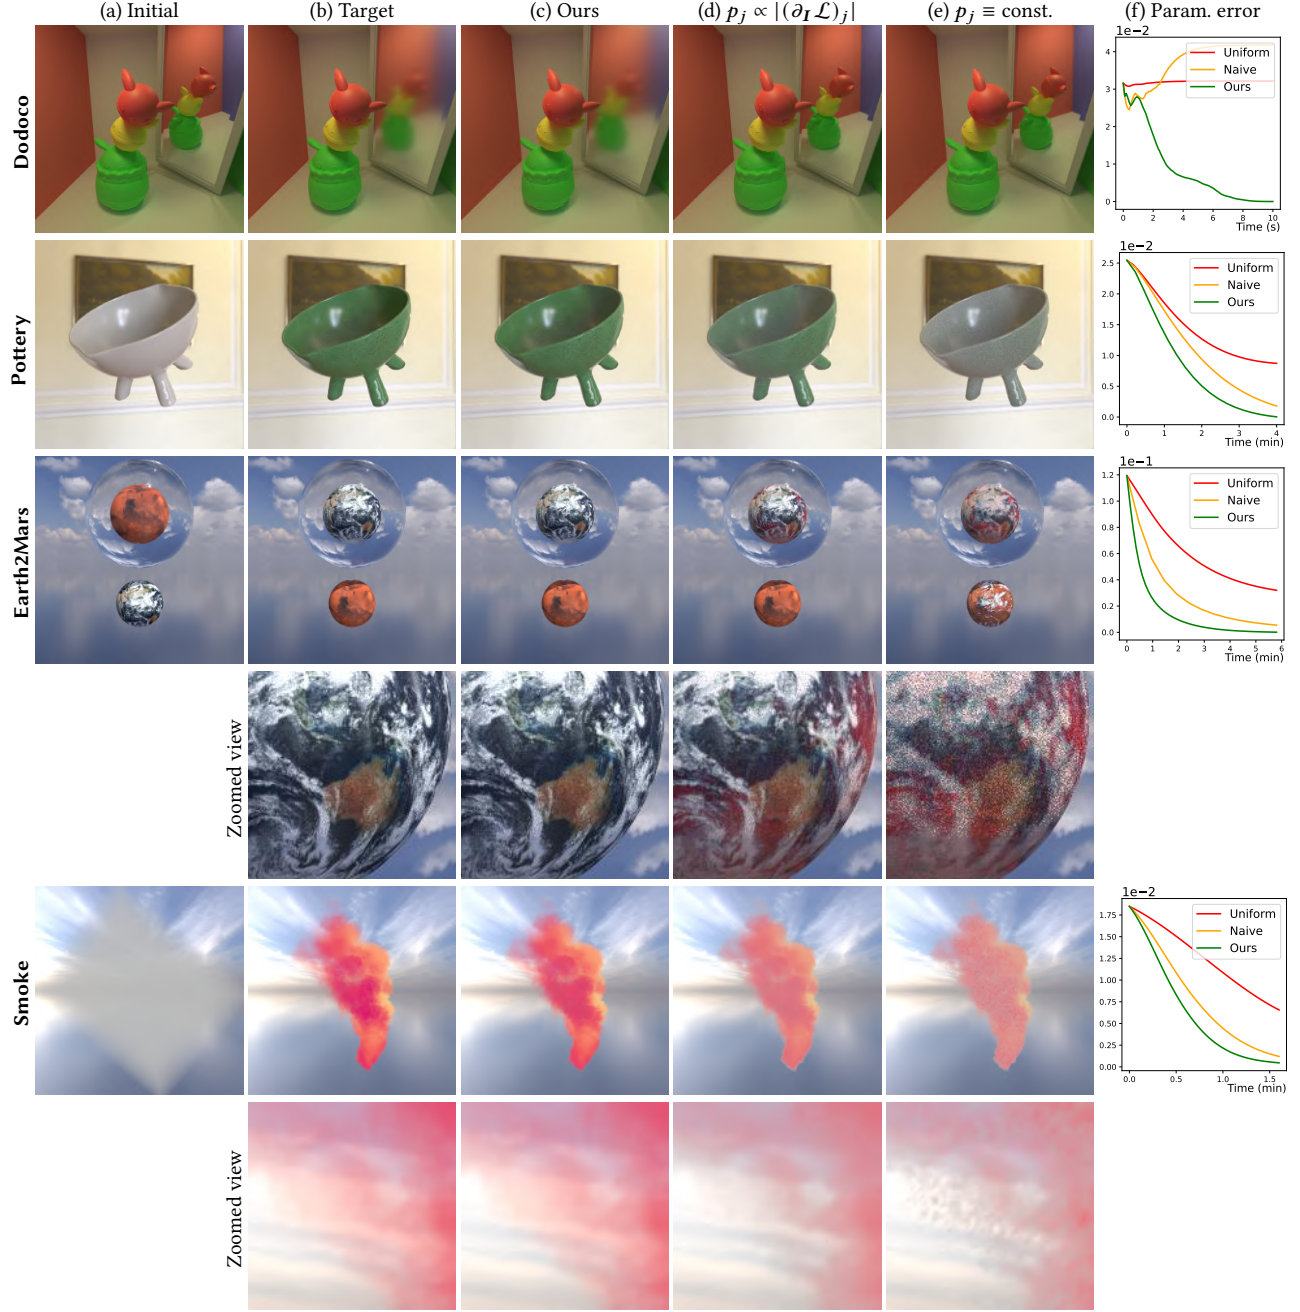 (a) Initial
(b) Target
(c) Ours
(d) p_j ∝ |(∂_I ℒ)_j|
(e) p_j ≡ const.
(f) Param. error
Dodoco
1e−2
Uniform
Naive
Ours
4
3
2
1
0
0 2 4 6 8 10
Time (s)
Pottery
1e−2
Uniform
Naive
Ours
2.5
2.0
1.5
1.0
0.5
0.0
0 1 2 3 4
Time (min)
Earth2Mars
1e−1
Uniform
Naive
Ours
1.2
1.0
0.8
0.6
0.4
0.2
0.0
0 1 2 3 4 5 6
Time (min)
Zoomed view
Smoke
1e−2
Uniform
Naive
Ours
1.75
1.50
1.25
1.00
0.75
0.50
0.25
0.00
0.0 0.5 1.0 1.5
Time (min)
Zoomed view